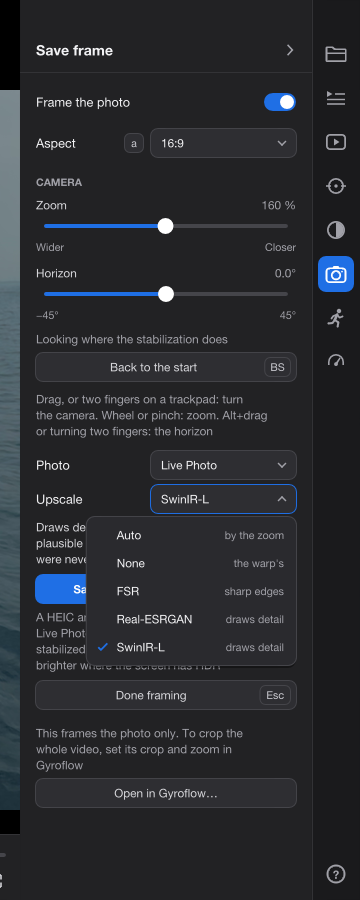 Save frame
Frame the photo
Aspect a 16:9
CAMERA
Zoom 160 %
Wider Closer
Horizon 0.0°
–45° 45°
Looking where the stabilization does
Back to the start BS
Drag, or two fingers on a trackpad: turn
the camera. Wheel or pinch: zoom. Alt+drag
or turning two fingers: the horizon
Photo Live Photo
Upscale SwinIR-L
Draws
plausible
were
Auto by the zoom
None the warp's
FSR sharp edges
Real-ESRGAN draws detail
SwinIR-L draws detail
A HEIC
Live
stabilized
brighter where the screen has HDR
Done framing Esc
This frames the photo only. To crop the
whole video, set its crop and zoom in
Gyroflow
Open in Gyroflow…
?